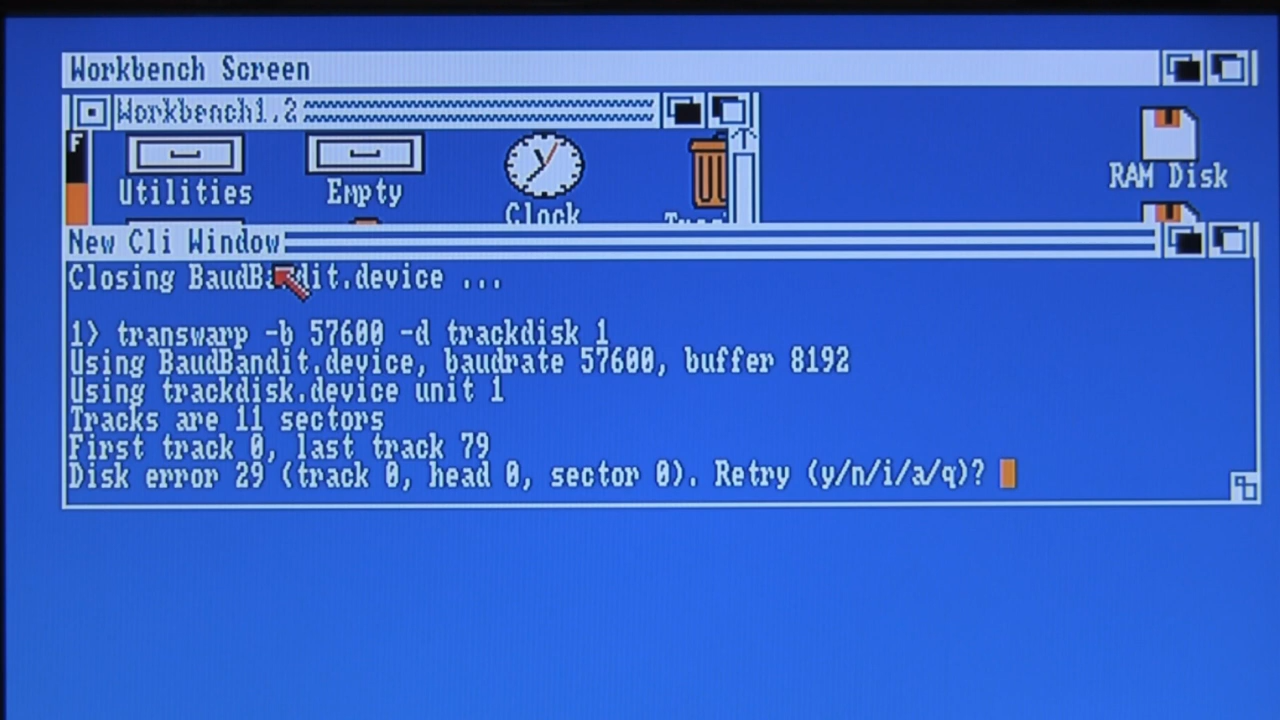 Workbench Screen
Workbench1.2
F
Utilities
Empty
Clock
RAM Disk
New Cli Window
Closing BaudBandit.device ...
1> transwarp -b 57600 -d trackdisk 1
Using BaudBandit.device, baudrate 57600, buffer 8192
Using trackdisk.device unit 1
Tracks are 11 sectors
First track 0, last track 79
Disk error 29 (track 0, head 0, sector 0). Retry (y/n/i/a/q)?